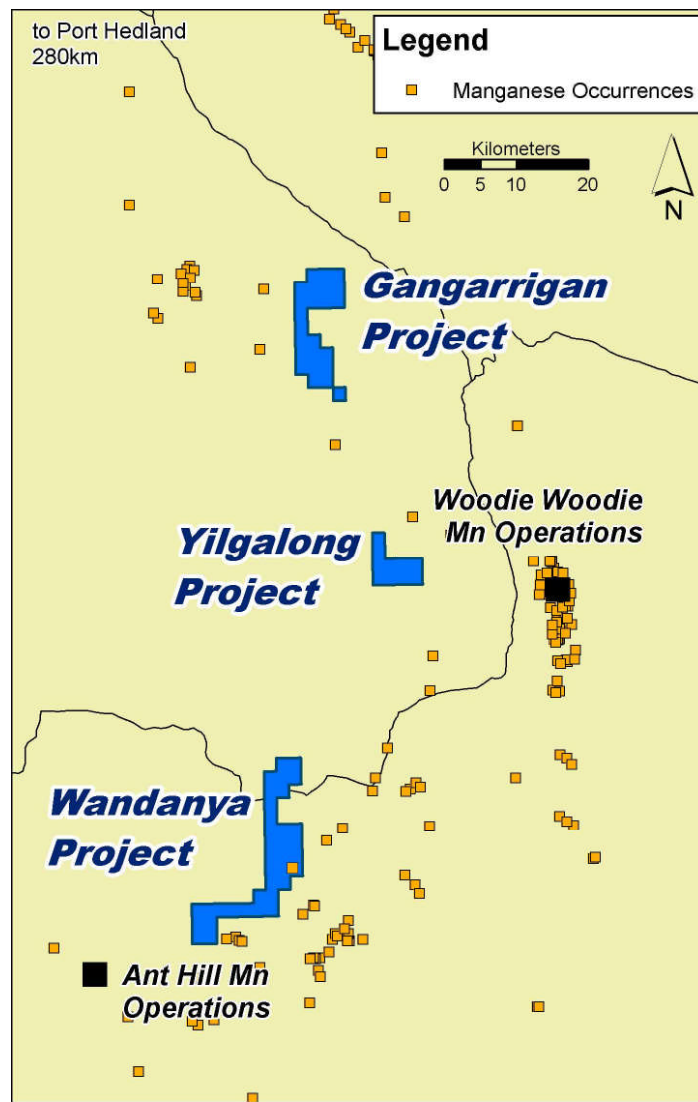 to Port Hedland
280km
Legend
Manganese Occurrences
Kilometers
0 5 10 20
N
Gangarrigan
Project
Woodie Woodie
Mn Operations
Yilgalong
Project
Wandanya
Project
Ant Hill Mn
Operations